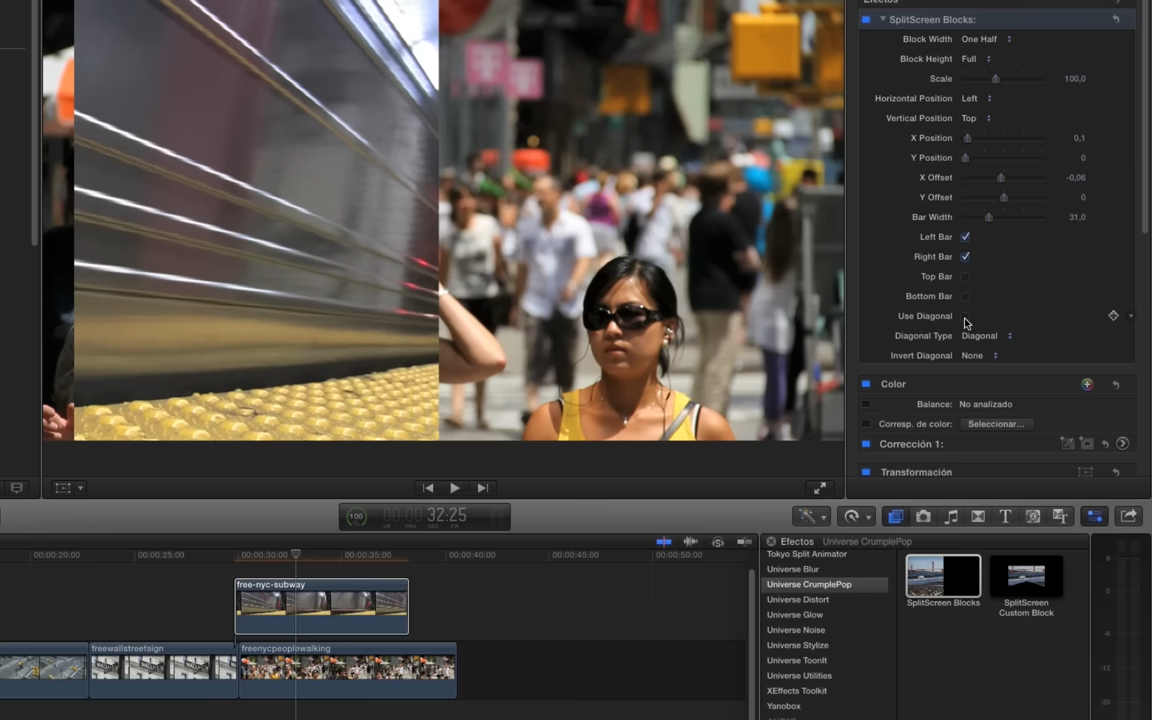 Efectos
SplitScreen Blocks:
Block Width One Half
Block Height Full
Scale 100,0
Horizontal Position Left
Vertical Position Top
X Position 0,1
Y Position 0
X Offset -0,06
Y Offset 0
Bar Width 31,0
Left Bar
Right Bar
Top Bar
Bottom Bar
Use Diagonal
Diagonal Type Diagonal
Invert Diagonal None
Color
Balance: No analizado
Corresp. de color: Seleccionar...
Corrección 1:
Transformación
100 32:25
00:00:20:00 00:00:25:00 00:00:30:00 00:00:35:00 00:00:40:00 00:00:45:00 00:00:50:00
free-nyc-subway
freewallstreetsign freenycpeoplewalking
Efectos Universe CrumplePop
Tokyo Split Animator
Universe Blur
Universe CrumplePop
Universe Distort
Universe Glow
Universe Noise
Universe Stylize
Universe ToonIt
Universe Utilities
XEffects Toolkit
Yanobox
SplitScreen Blocks
SplitScreen
Custom Block
6
0
-6
-12
-20